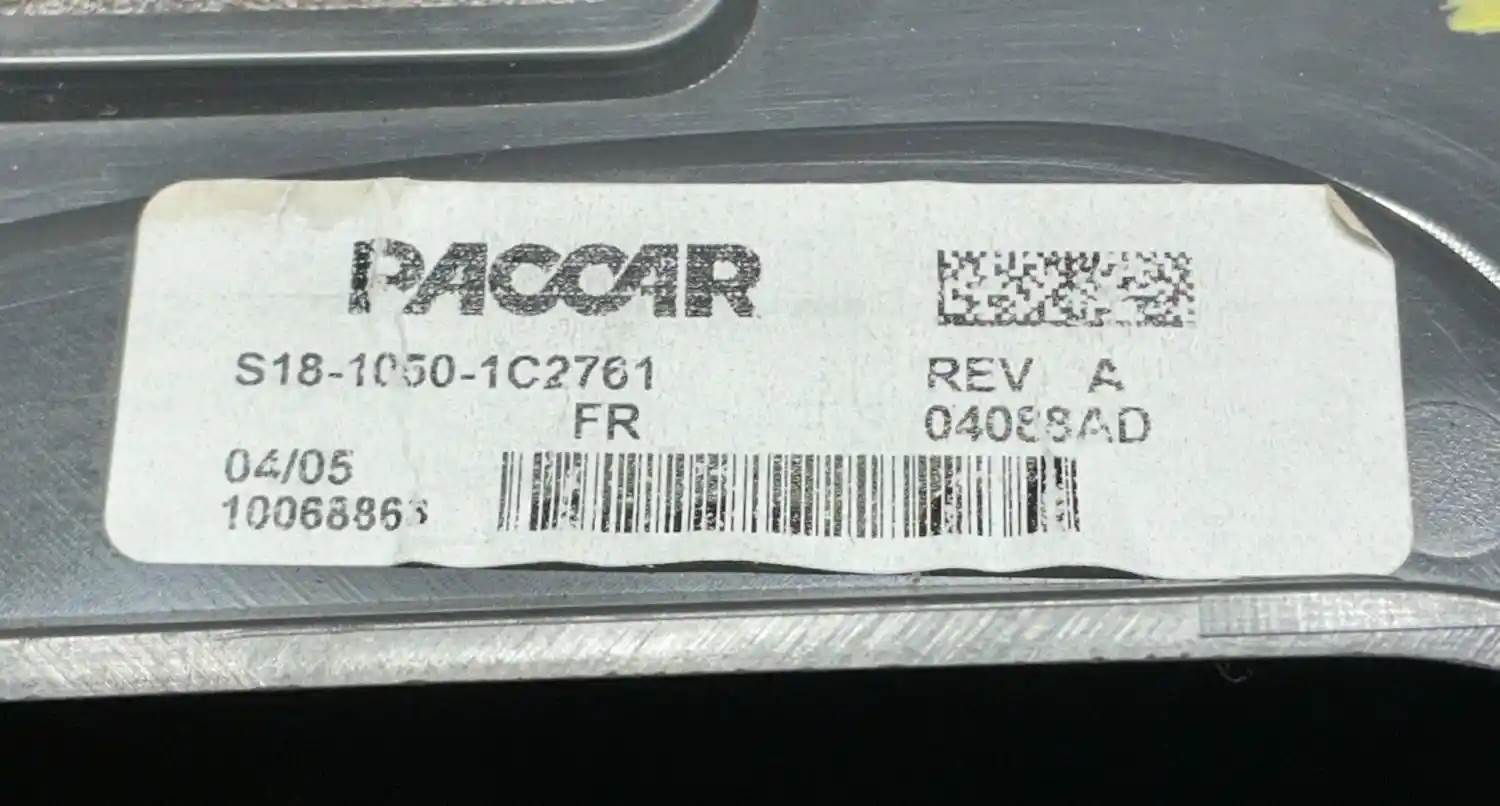 PACCAR
S18-1050-1C2761
REV A
FR
04088AD
04/05